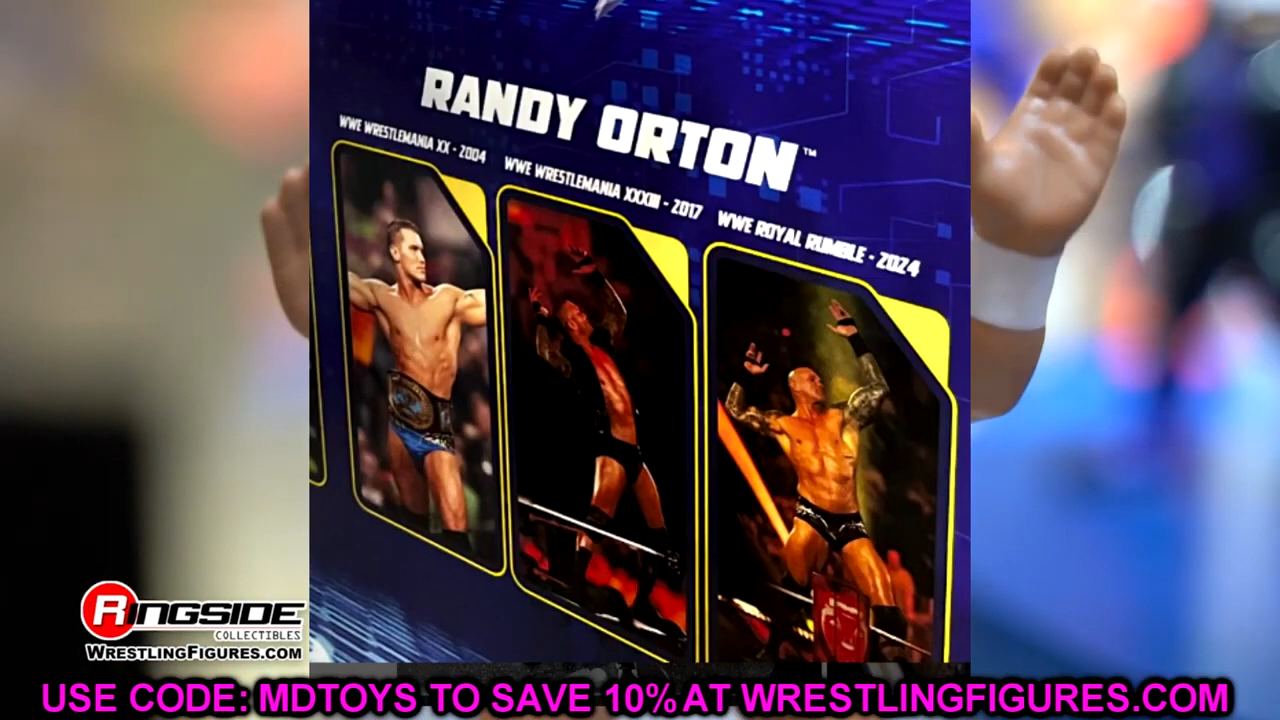 RANDY ORTON™
WWE WRESTLEMANIA XX - 2004
WWE WRESTLEMANIA XXXIII - 2017
WWE ROYAL RUMBLE - 2024
RINGSIDE
COLLECTIBLES
WRESTLINGFIGURES.COM
USE CODE: MDTOYS TO SAVE 10% AT WRESTLINGFIGURES.COM